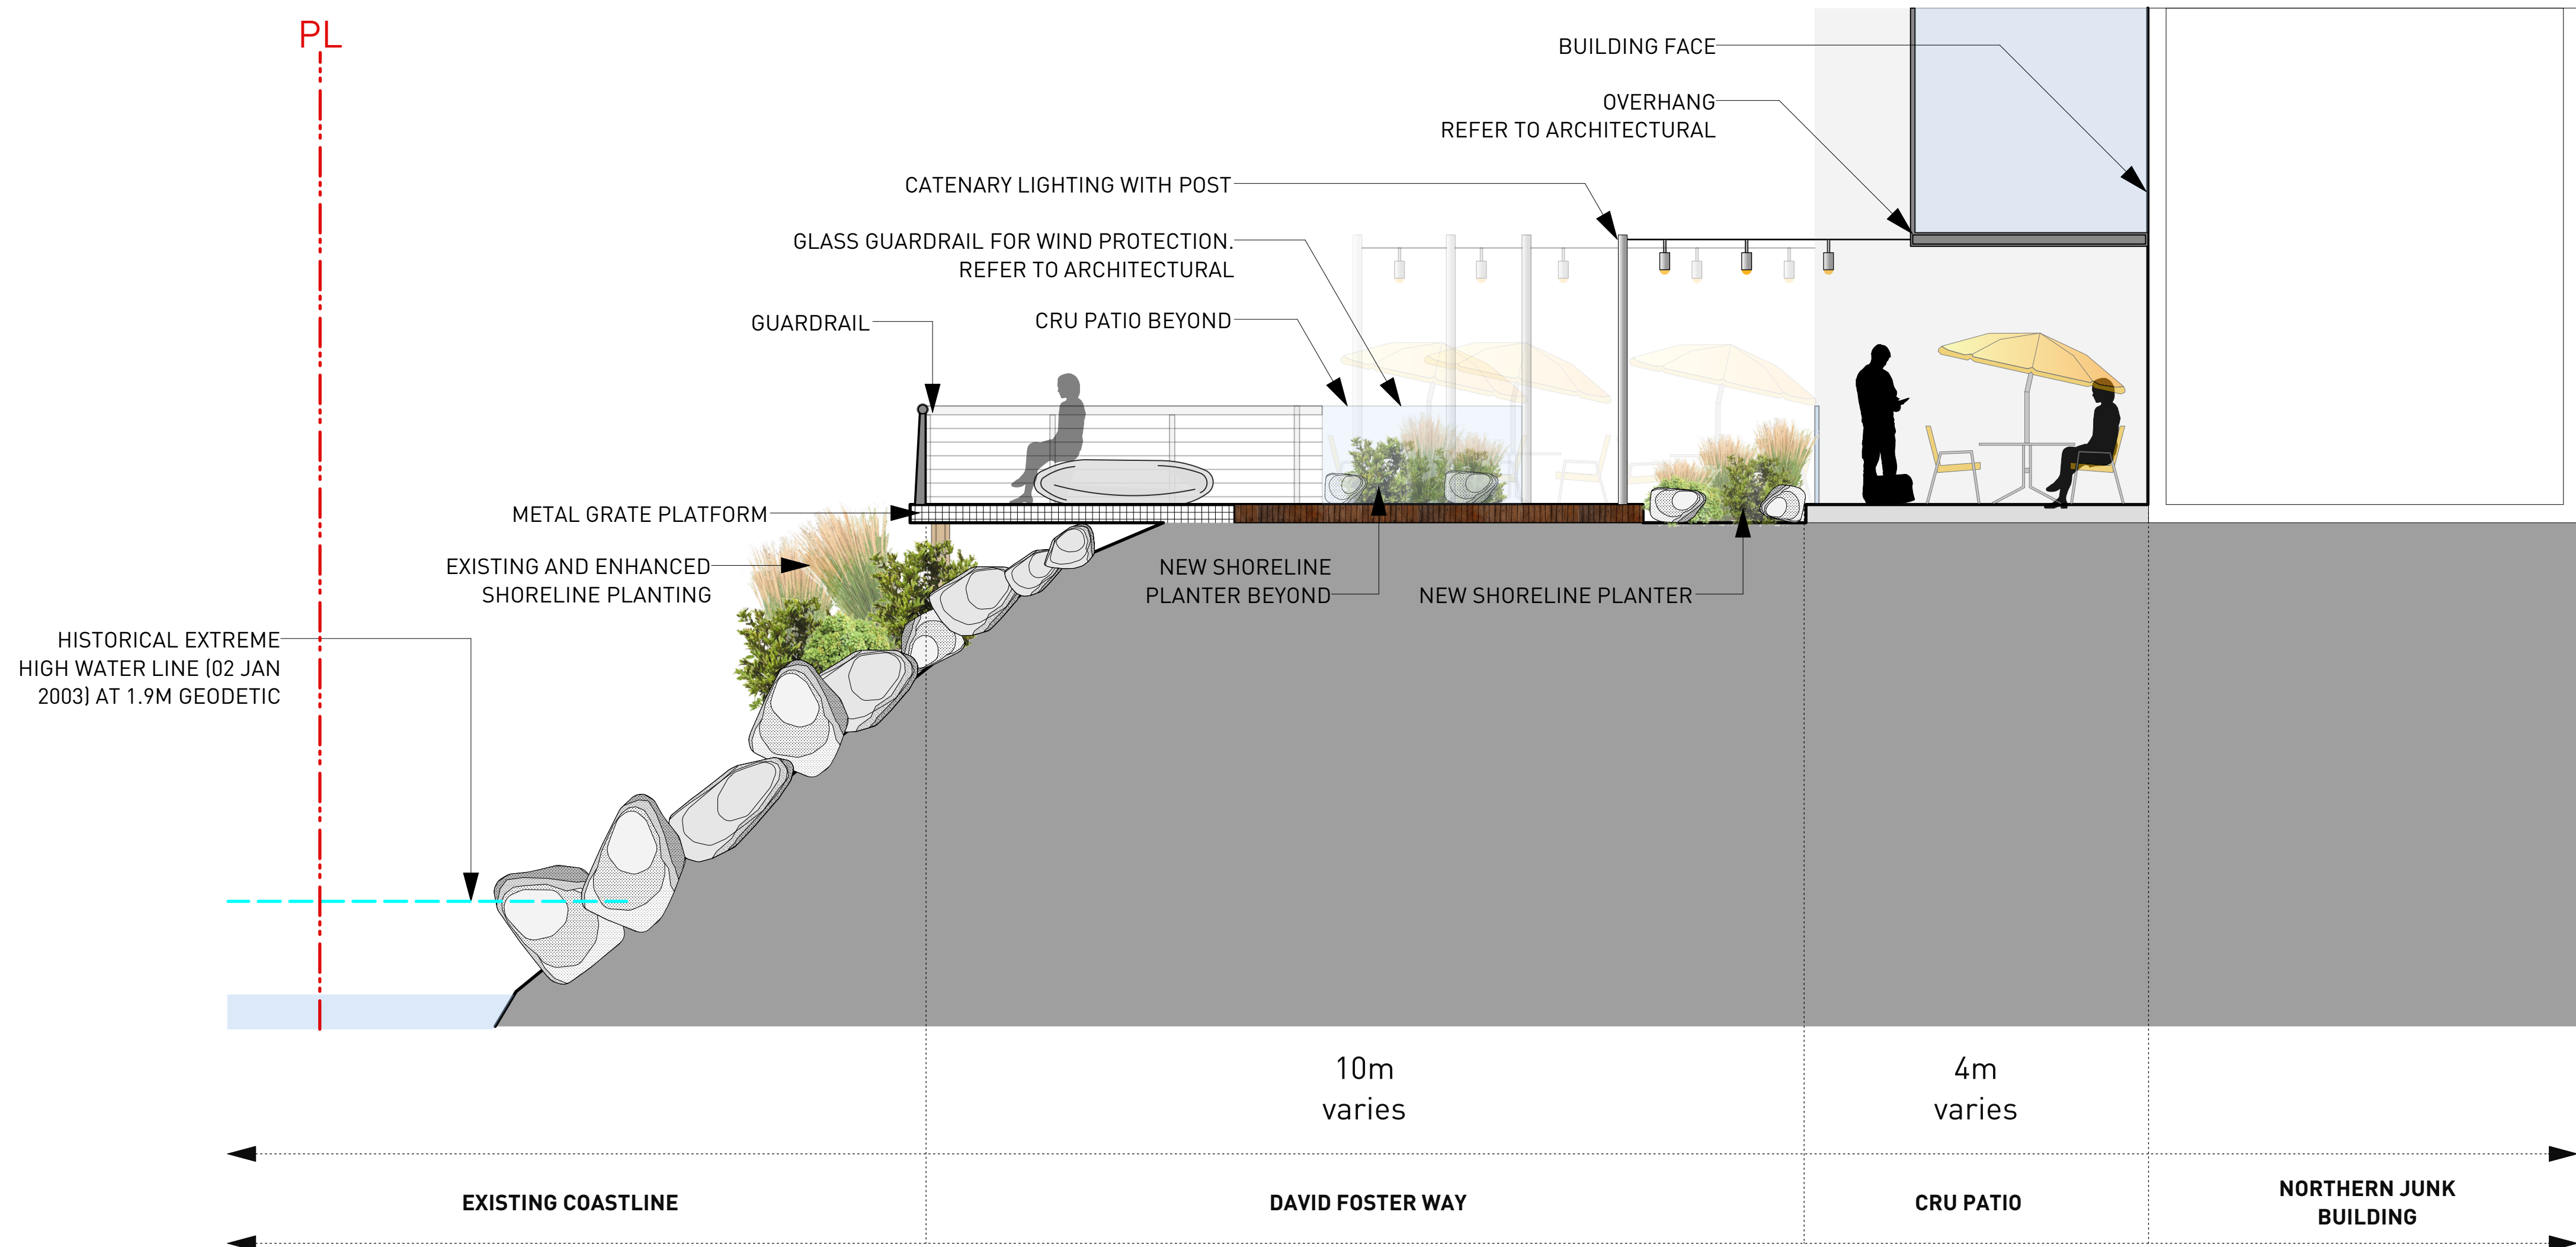 PL
BUILDING FACE
OVERHANG
REFER TO ARCHITECTURAL
CATENARY LIGHTING WITH POST
GLASS GUARDRAIL FOR WIND PROTECTION.
REFER TO ARCHITECTURAL
GUARDRAIL
CRU PATIO BEYOND
METAL GRATE PLATFORM
EXISTING AND ENHANCED
SHORELINE PLANTING
NEW SHORELINE
PLANTER BEYOND
NEW SHORELINE PLANTER
HISTORICAL EXTREME
HIGH WATER LINE (02 JAN
2003) AT 1.9M GEODETIC
10m
varies
4m
varies
EXISTING COASTLINE
DAVID FOSTER WAY
CRU PATIO
NORTHERN JUNK
BUILDING